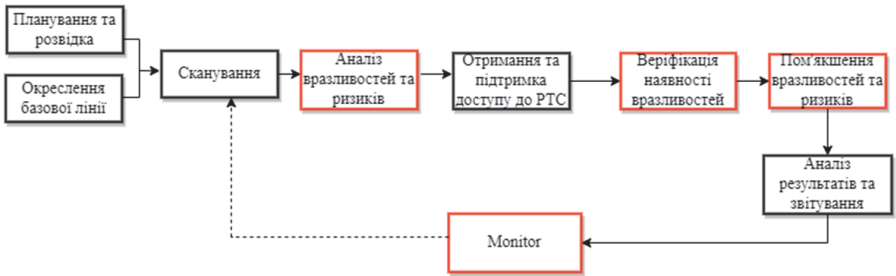 Планування та
розвідка
Окреслення
базової лінії
Сканування
Аналіз
вразливостей та
ризиків
Отримання та
підтримка
доступу до РТС
Веріфікація
наявності
вразливостей
Пом'якшення
вразливостей та
ризиків
Аналіз
результатів та
звітування
Monitor